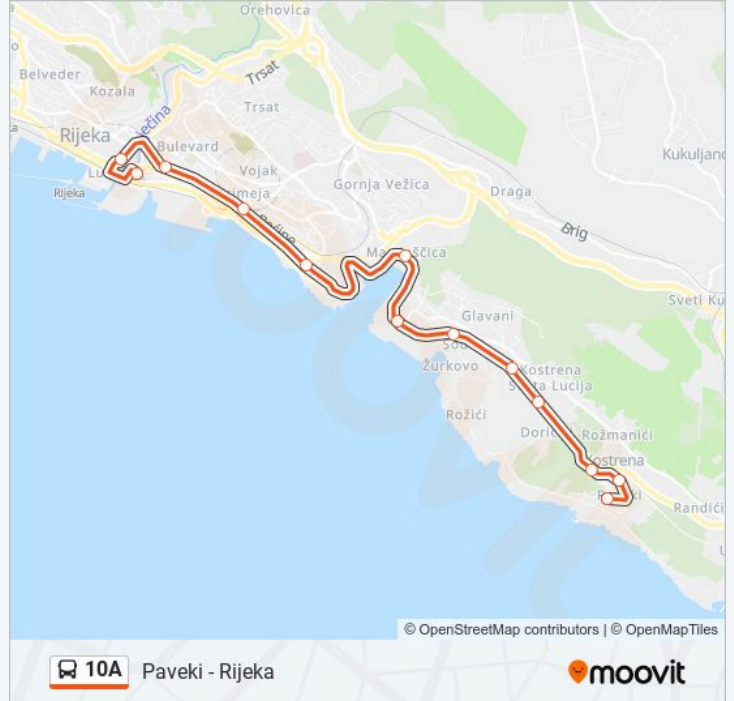 Orehovica
Belveder
Trsat
Kozala
Trsat
Rijeka
Bulevard
Kukuljano
Vojak
Gornja Vežica
Rijeka
Draga
Brig
Glavani
Žurkovo
Kostrena
Rožići
Rožmanići
Kostrena
Randići
© OpenStreetMap contributors | © OpenMapTiles
10A Paveki - Rijeka
moovit